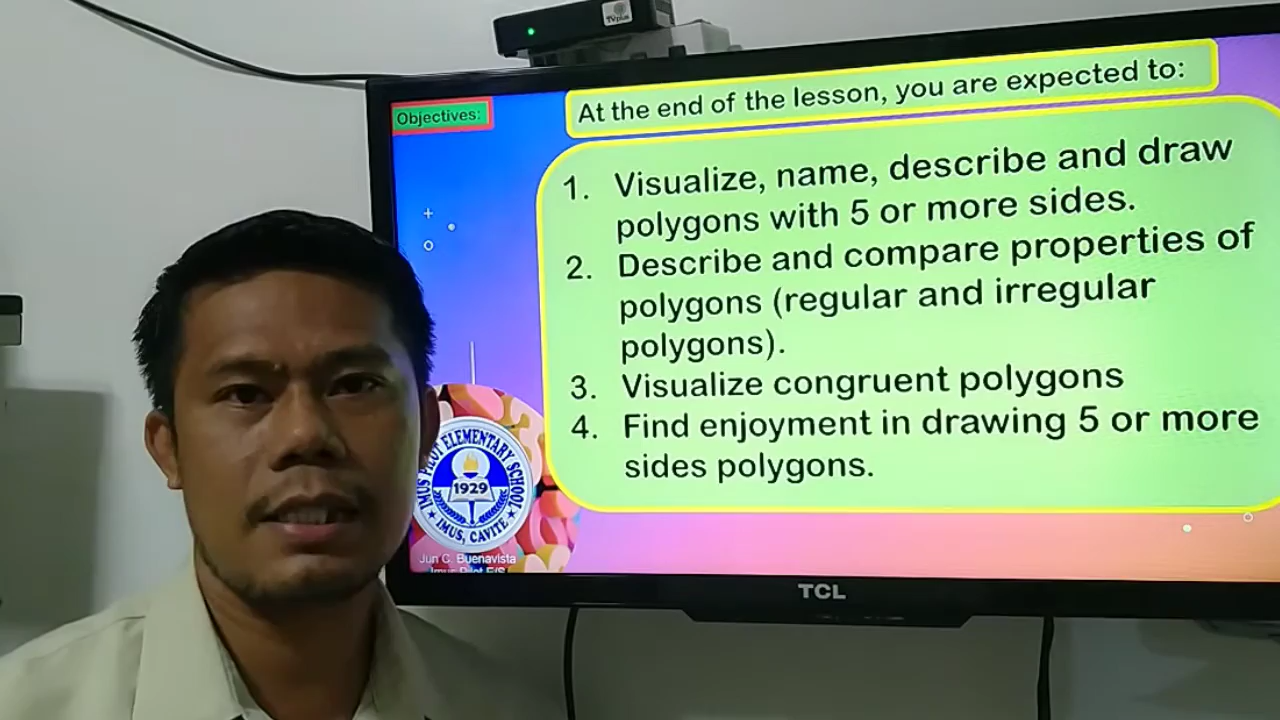 TVplus
Objectives:
At the end of the lesson, you are expected to:
1. Visualize, name, describe and draw
polygons with 5 or more sides.
2. Describe and compare properties of
polygons (regular and irregular
polygons).
3. Visualize congruent polygons
4. Find enjoyment in drawing 5 or more
sides polygons.
IMUS PILOT ELEMENTARY SCHOOL
1929
IMUS, CAVITE
Jun C. Buenavista
Imus Pilot E/S
TCL